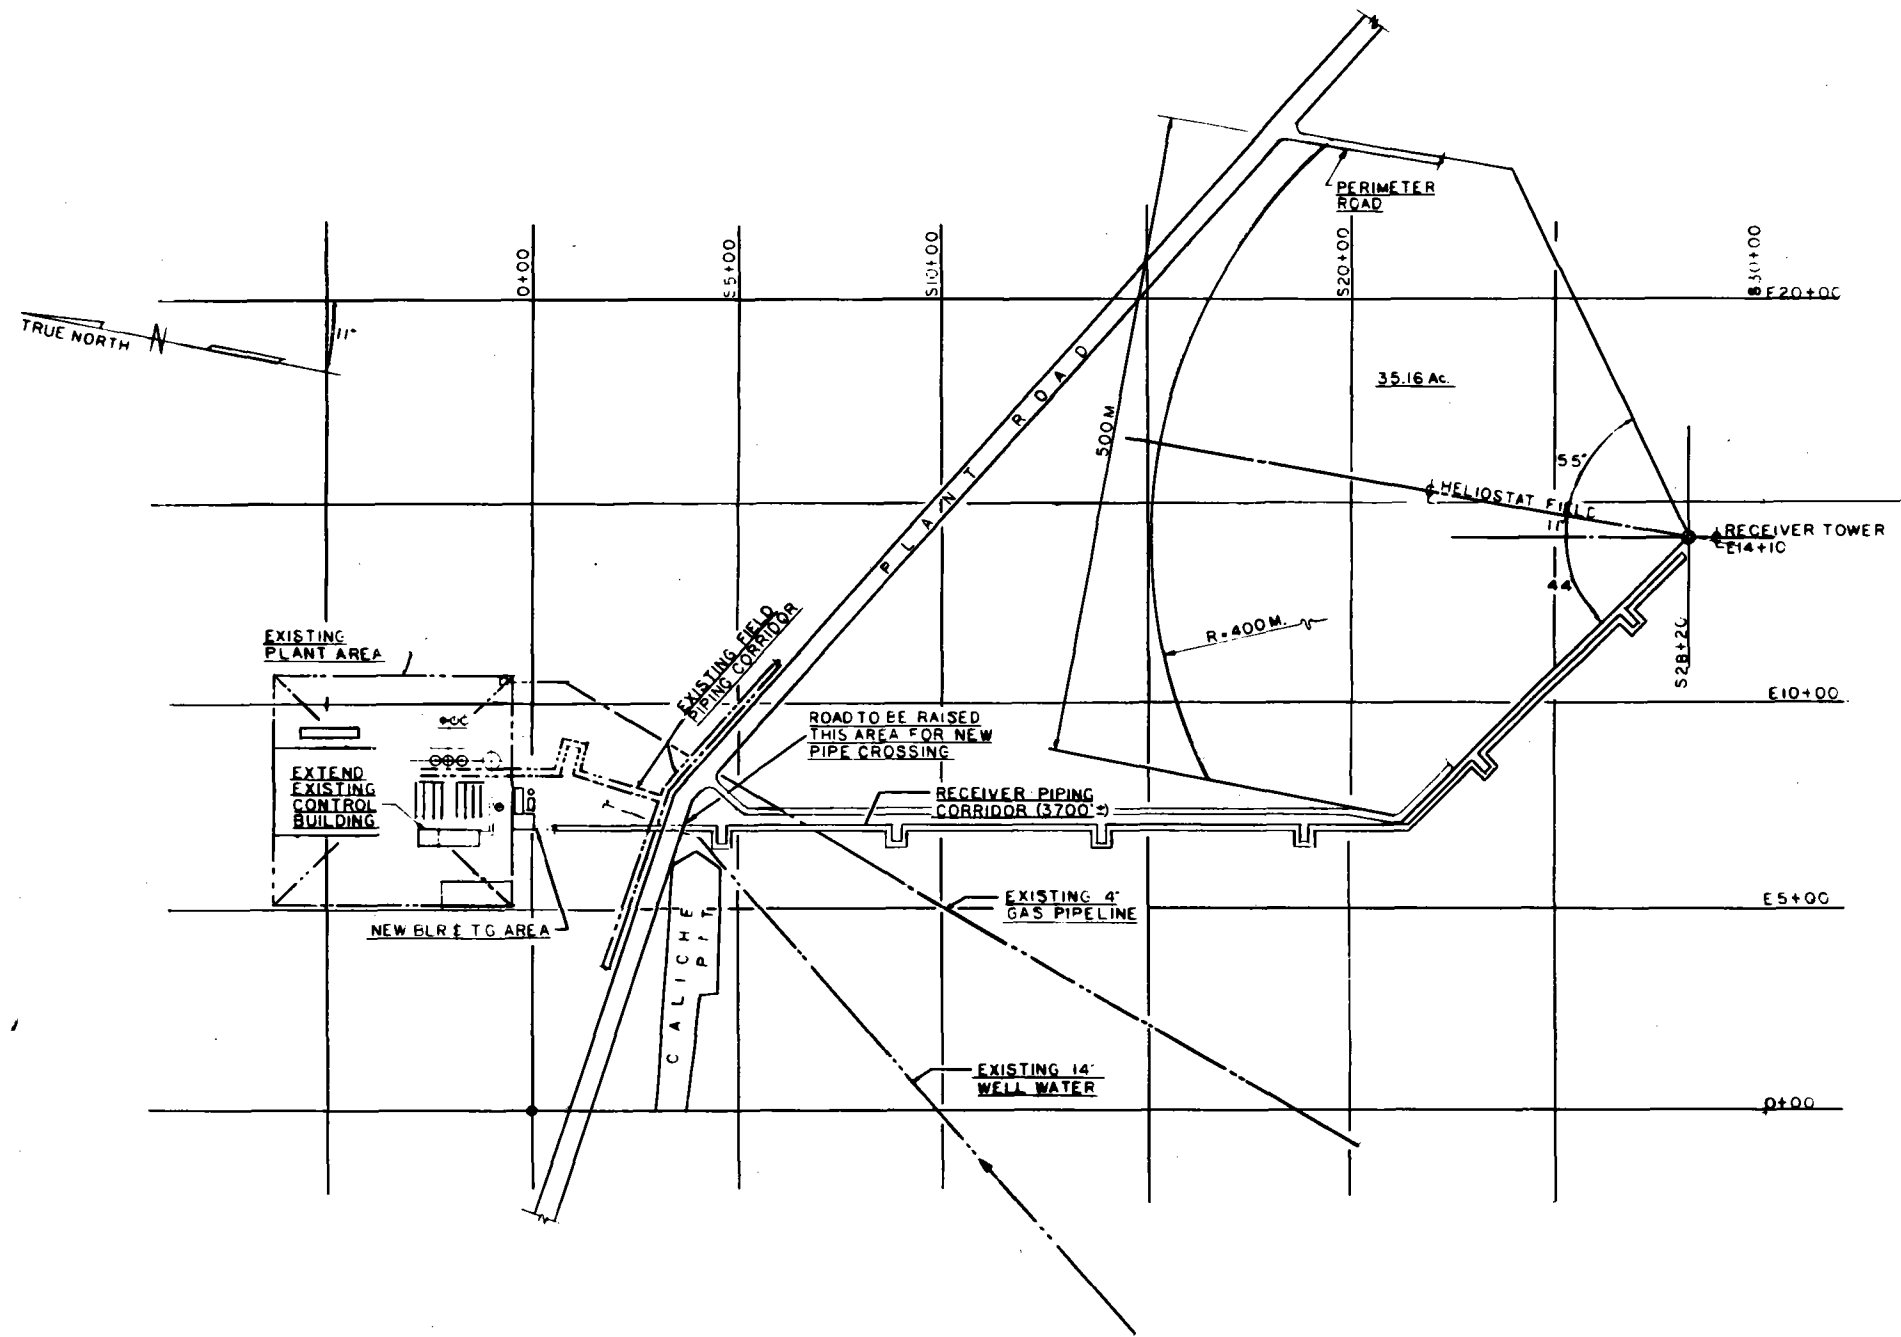 PERIMETER
ROAD
0+00
S5+00
S10+00
S20+00
S30+00
E20+00
TRUE NORTH
N
11°
35.16 Ac.
PLANT ROAD
500 M
55°
HELIOSTAT FIELD
11°
RECEIVER TOWER
E14+10
44
R=400 M.
S28+20
EXISTING
PLANT AREA
EXISTING FIELD
PIPING CORRIDOR
E10+00
ROAD TO BE RAISED
THIS AREA FOR NEW
PIPE CROSSING
EXTEND
EXISTING
CONTROL
BUILDING
RECEIVER PIPING
CORRIDOR (3700'±)
EXISTING 4"
GAS PIPELINE
E5+00
NEW BLR & TG AREA
CALICHE
PIT
EXISTING 14"
WELL WATER
0+00